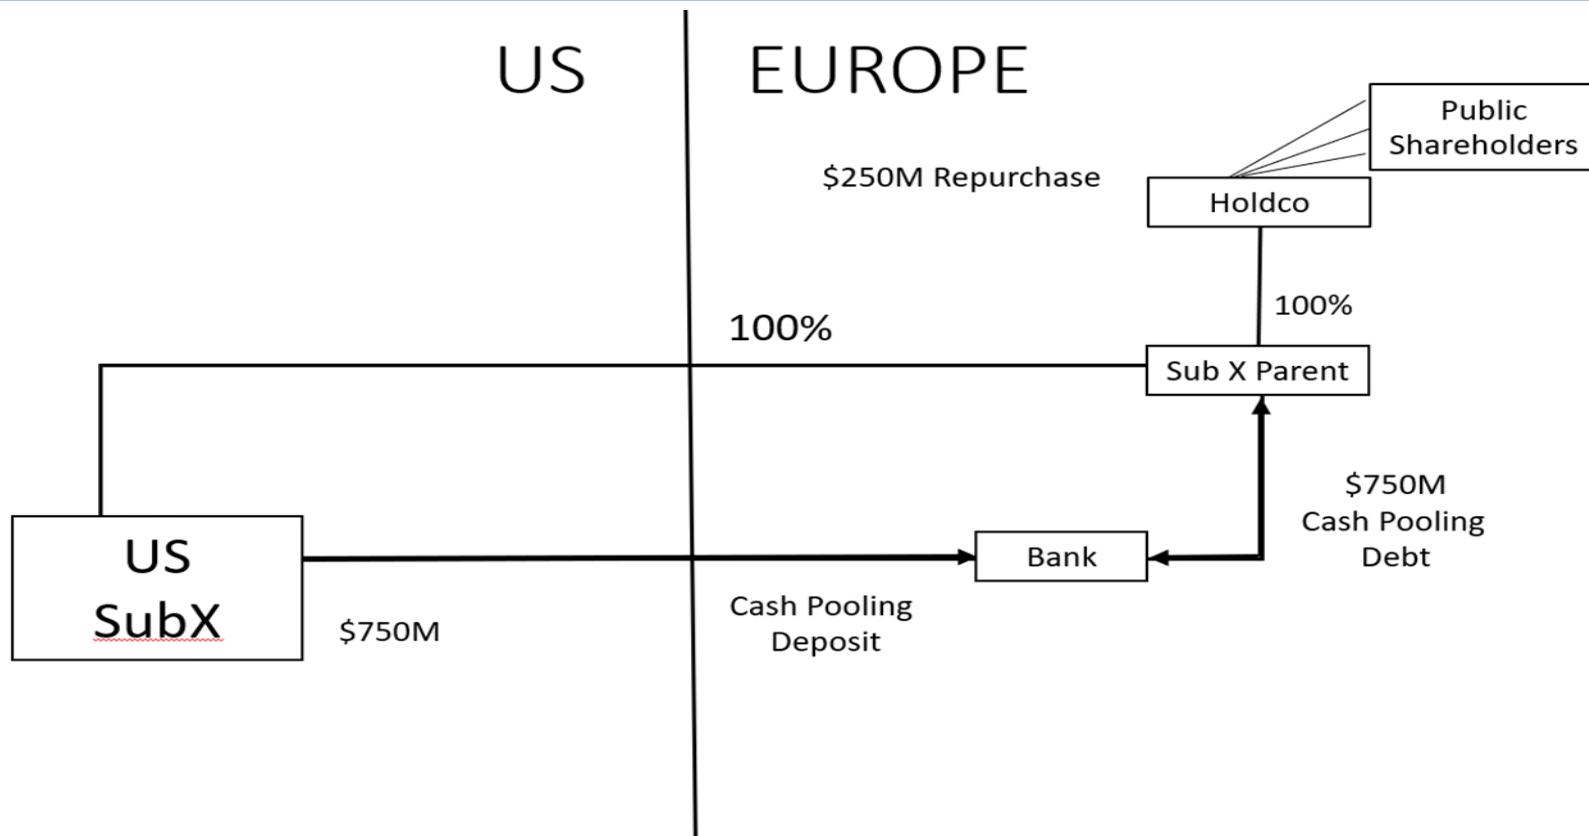 US
EUROPE
Public
Shareholders
$250M Repurchase
Holdco
100%
100%
Sub X Parent
$750M
Cash Pooling
Debt
US
SubX
$750M
Bank
Cash Pooling
Deposit